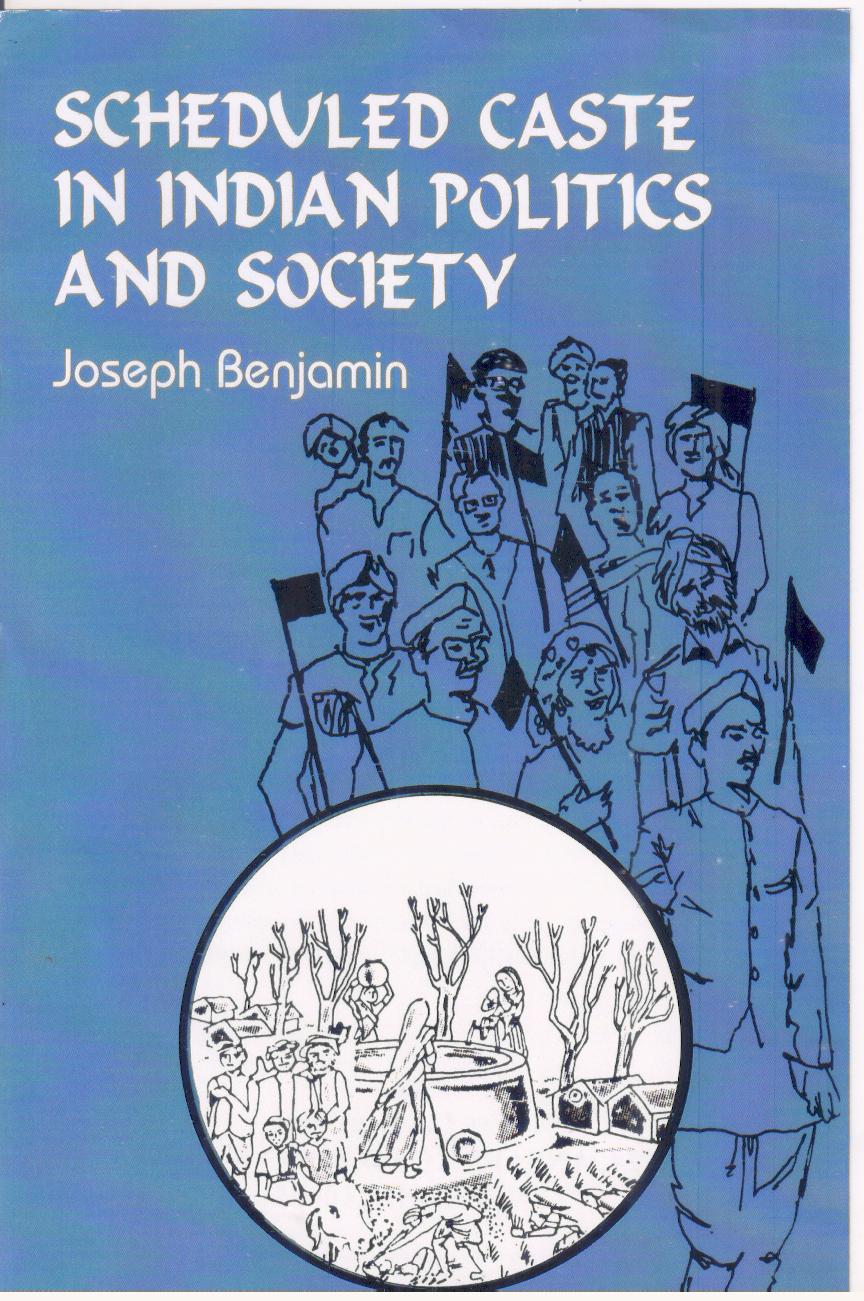 SCHEDULED CASTE
IN INDIAN POLITICS
AND SOCIETY
Joseph Benjamin